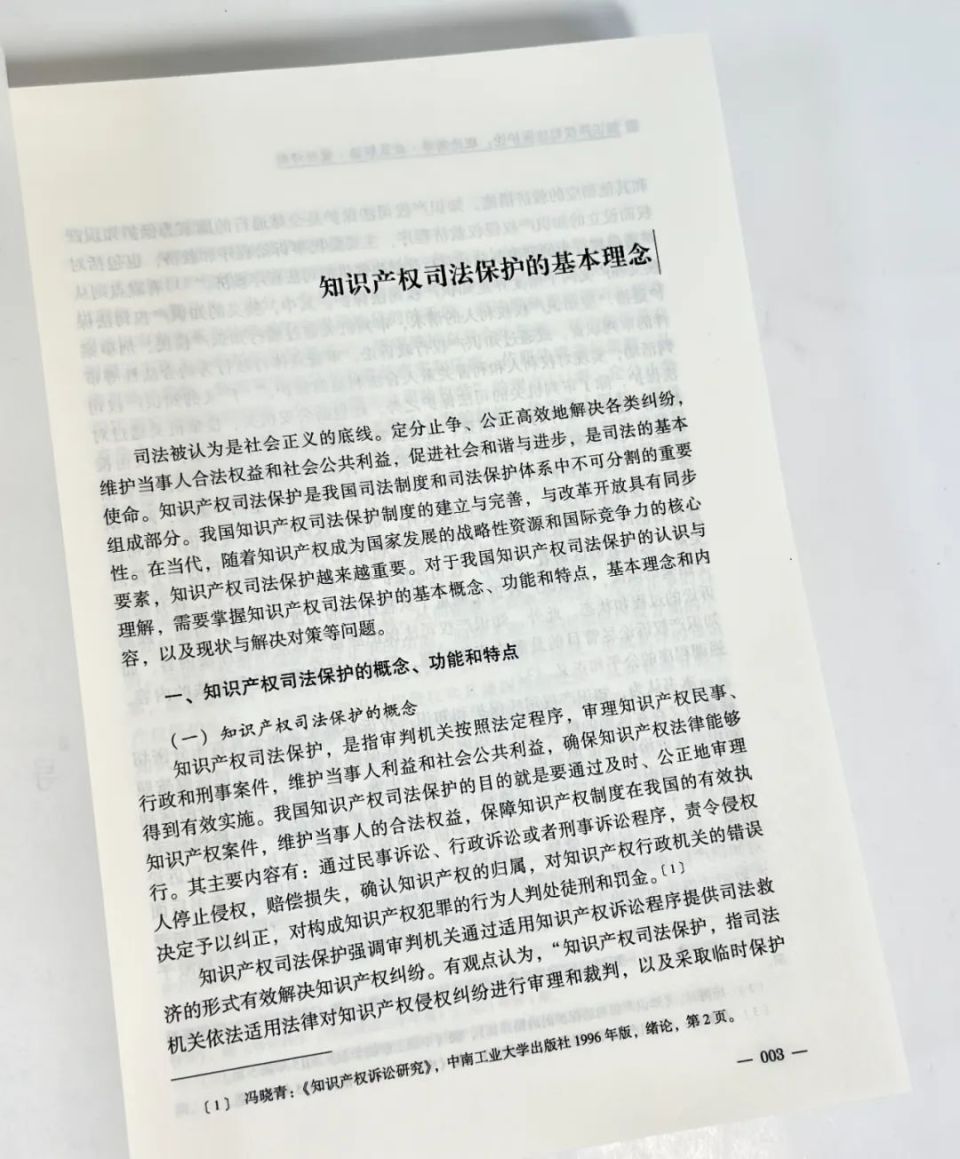 知识产权司法保护的基本理念
司法被认为是社会正义的底线。定分止争、公正高效地解决各类纠纷，
维护当事人合法权益和社会公共利益，促进社会和谐与进步，是司法的基本
使命。知识产权司法保护是我国司法制度和司法保护体系中不可分割的重要
组成部分。我国知识产权司法保护制度的建立与完善，与改革开放具有同步
性。在当代，随着知识产权成为国家发展的战略性资源和国际竞争力的核心
要素，知识产权司法保护越来越重要。对于我国知识产权司法保护的认识与
理解，需要掌握知识产权司法保护的基本概念、功能和特点，基本理念和内
容，以及现状与解决对策等问题。
一、知识产权司法保护的概念、功能和特点
（一）知识产权司法保护的概念
知识产权司法保护，是指审判机关按照法定程序，审理知识产权民事、
行政和刑事案件，维护当事人利益和社会公共利益，确保知识产权法律能够
得到有效实施。我国知识产权司法保护的目的就是要通过及时、公正地审理
知识产权案件，维护当事人的合法权益，保障知识产权制度在我国的有效执
行。其主要内容有：通过民事诉讼、行政诉讼或者刑事诉讼程序，责令侵权
人停止侵权，赔偿损失，确认知识产权的归属，对知识产权行政机关的错误
决定予以纠正，对构成知识产权犯罪的行为人判处徒刑和罚金。〔1〕
知识产权司法保护强调审判机关通过适用知识产权诉讼程序提供司法救
济的形式有效解决知识产权纠纷。有观点认为，“知识产权司法保护，指司法
机关依法适用法律对知识产权侵权纠纷进行审理和裁判，以及采取临时保护
〔1〕 冯晓青：《知识产权诉讼研究》，中南工业大学出版社1996年版，绪论，第2页。
— 003 —